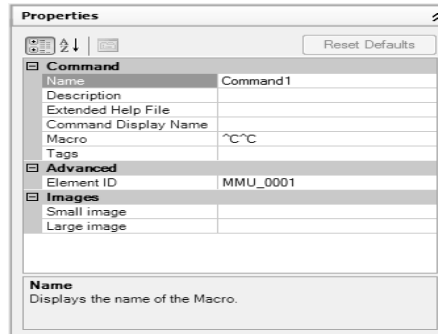 Properties
Reset Defaults
Command
Name Command1
Description
Extended Help File
Command Display Name
Macro ^C^C
Tags
Advanced
Element ID MMU_0001
Images
Small image
Large image
Name
Displays the name of the Macro.